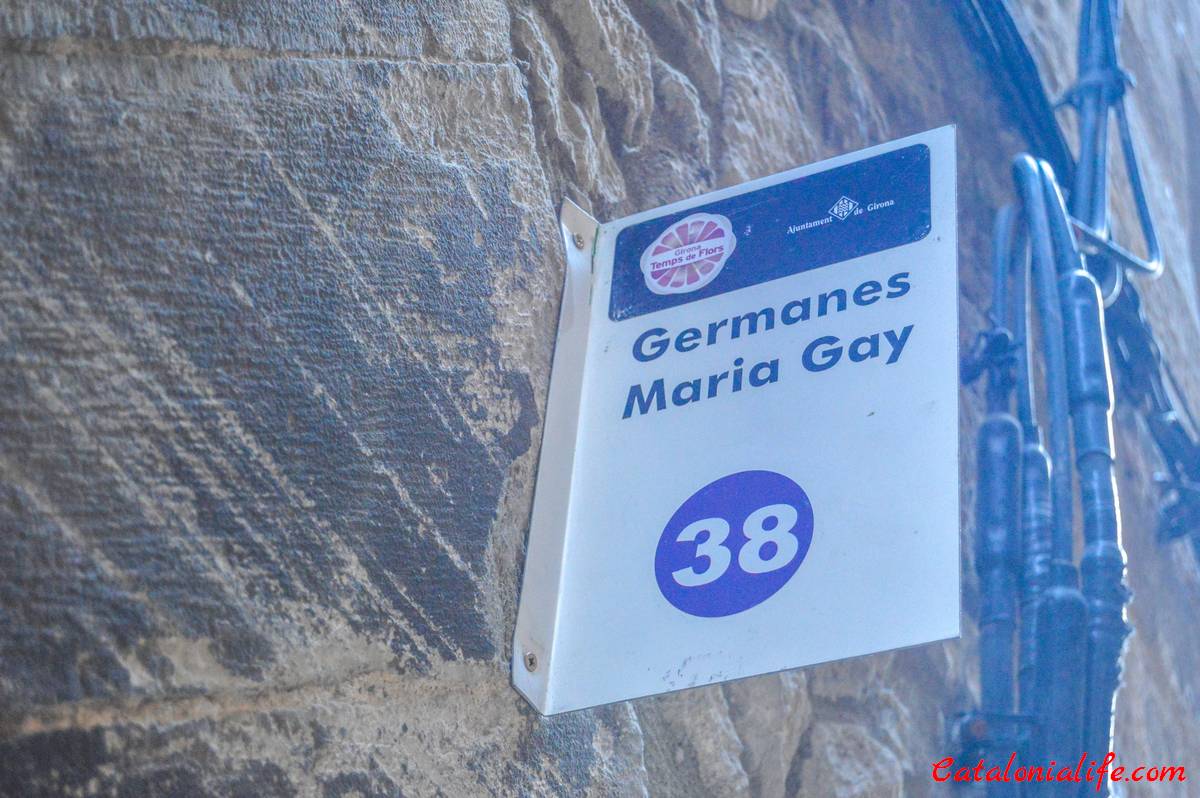 Girona
Temps de Flors
Ajuntament de Girona
Germanes
Maria Gay
38
Catalonialife.com